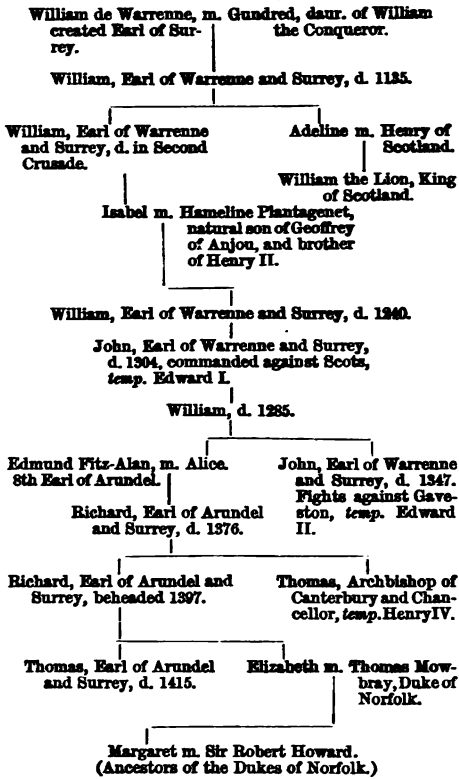 William de Warrenne, m. Gundred, daur. of William
created Earl of Sur- the Conqueror.
rey.
William, Earl of Warrenne and Surrey, d. 1135.
William, Earl of Warrenne
and Surrey, d. in Second
Crusade.
Adeline m. Henry of
Scotland.
William the Lion, King
of Scotland.
Isabel m. Hameline Plantagenet,
natural son of Geoffrey
of Anjou, and brother
of Henry II.
William, Earl of Warrenne and Surrey, d. 1240.
John, Earl of Warrenne and Surrey,
d. 1304, commanded against Scots,
temp. Edward I.
William, d. 1285.
Edmund Fitz-Alan, m. Alice.
8th Earl of Arundel.
John, Earl of Warrenne
and Surrey, d. 1347.
Fights against Gave-
ston, temp. Edward
II.
Richard, Earl of Arundel
and Surrey, d. 1376.
Richard, Earl of Arundel and
Surrey, beheaded 1397.
Thomas, Archbishop of
Canterbury and Chan-
cellor, temp. Henry IV.
Thomas, Earl of Arundel
and Surrey, d. 1415.
Elizabeth m. Thomas Mow-
bray, Duke of
Norfolk.
Margaret m. Sir Robert Howard.
(Ancestors of the Dukes of Norfolk.)